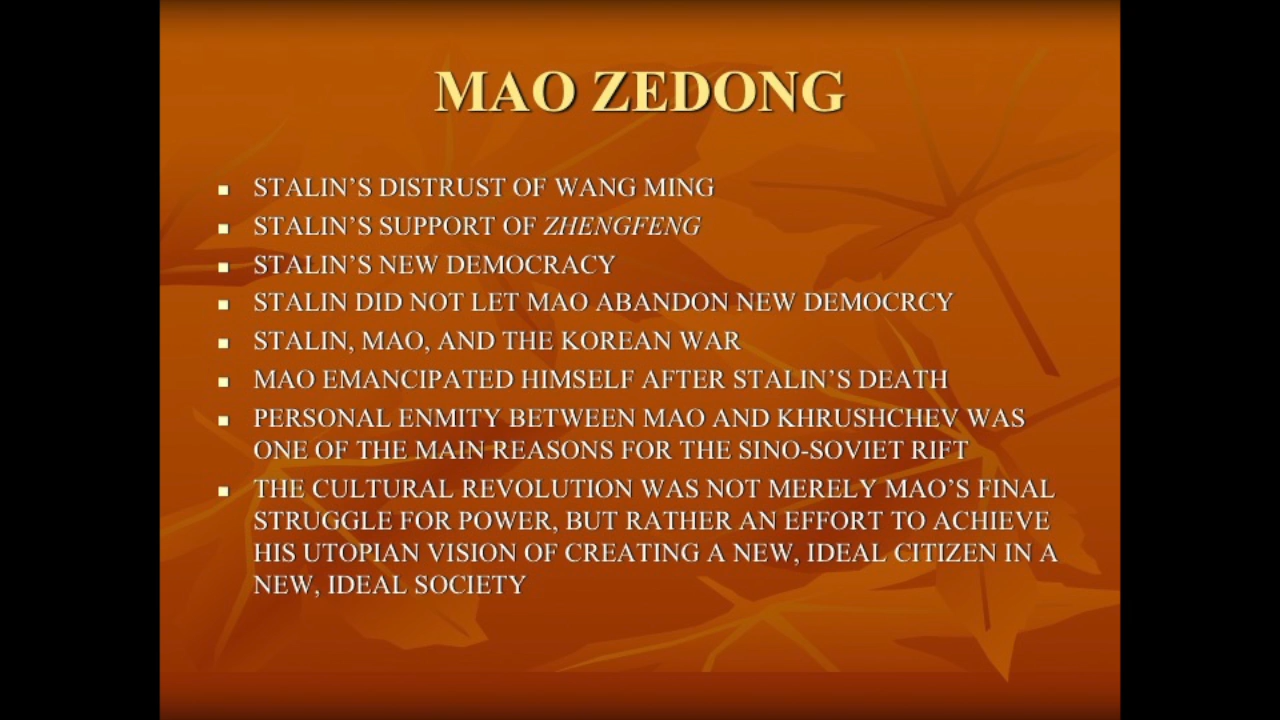 MAO ZEDONG
STALIN’S DISTRUST OF WANG MING
STALIN’S SUPPORT OF ZHENGFENG
STALIN’S NEW DEMOCRACY
STALIN DID NOT LET MAO ABANDON NEW DEMOCRCY
STALIN, MAO, AND THE KOREAN WAR
MAO EMANCIPATED HIMSELF AFTER STALIN’S DEATH
PERSONAL ENMITY BETWEEN MAO AND KHRUSHCHEV WAS
ONE OF THE MAIN REASONS FOR THE SINO-SOVIET RIFT
THE CULTURAL REVOLUTION WAS NOT MERELY MAO’S FINAL
STRUGGLE FOR POWER, BUT RATHER AN EFFORT TO ACHIEVE
HIS UTOPIAN VISION OF CREATING A NEW, IDEAL CITIZEN IN A
NEW, IDEAL SOCIETY